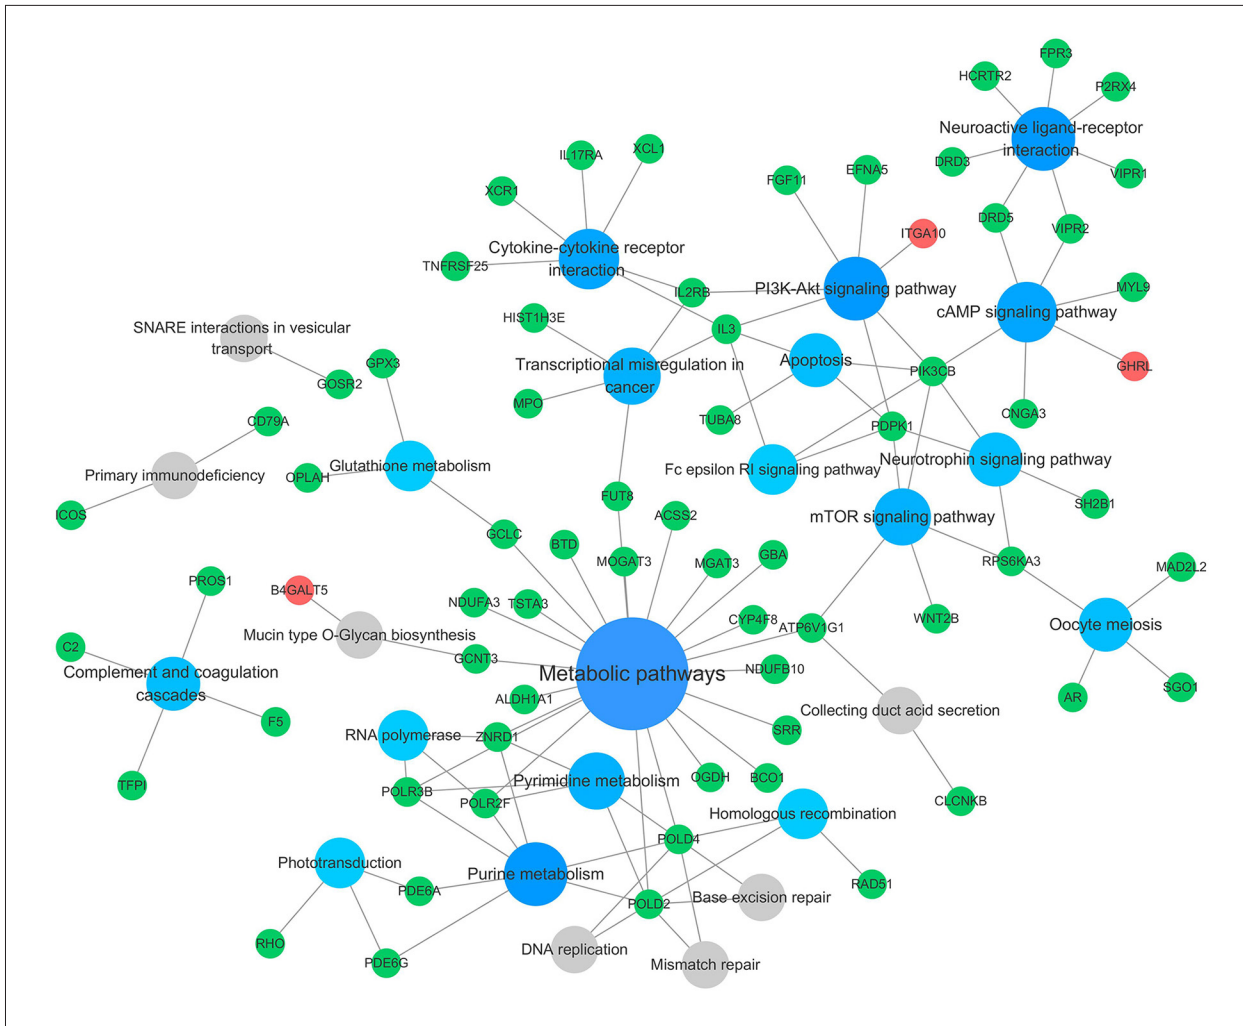 FPR3
HCRTR2
P2RX4
Neuroactive ligand-receptor
interaction
DRD3
VIPR1
IL17RA
XCL1
XCR1
FGF11
EFNA5
DRD5
VIPR2
ITGA10
Cytokine-cytokine receptor
interaction
TNFRSF25
IL2RB
PI3K-Akt signaling pathway
MYL9
cAMP signaling pathway
HIST1H3E
SNARE interactions in vesicular
transport
IL3
GPX3
Transcriptional misregulation in
cancer
Apoptosis
PIK3CB
GHRL
GOSR2
MPO
TUBA8
CNGA3
CD79A
PDPK1
Primary immunodeficiency
OPLAH
Glutathione metabolism
Fc epsilon RI signaling pathway
Neurotrophin signaling pathway
ICOS
FUT8
ACSS2
mTOR signaling pathway
SH2B1
GCLC
BTD
MOGAT3
MGAT3
GBA
RPS6KA3
MAD2L2
PROS1
B4GALT5
NDUFA3
TSTA3
CYP4F8
ATP6V1G1
WNT2B
Oocyte meiosis
Mucin type O-Glycan biosynthesis
C2
GCNT3
Complement and coagulation
cascades
Metabolic pathways
NDUFB10
ALDH1A1
AR
SGO1
Collecting duct acid secretion
F5
RNA polymerase
ZNRD1
SRR
TFPI
POLR3B
POLR2F
Pyrimidine metabolism
OGDH
BCO1
CLCNKB
Homologous recombination
POLD4
Phototransduction
PDE6A
Purine metabolism
RAD51
POLD2
Base excision repair
RHO
PDE6G
DNA replication
Mismatch repair